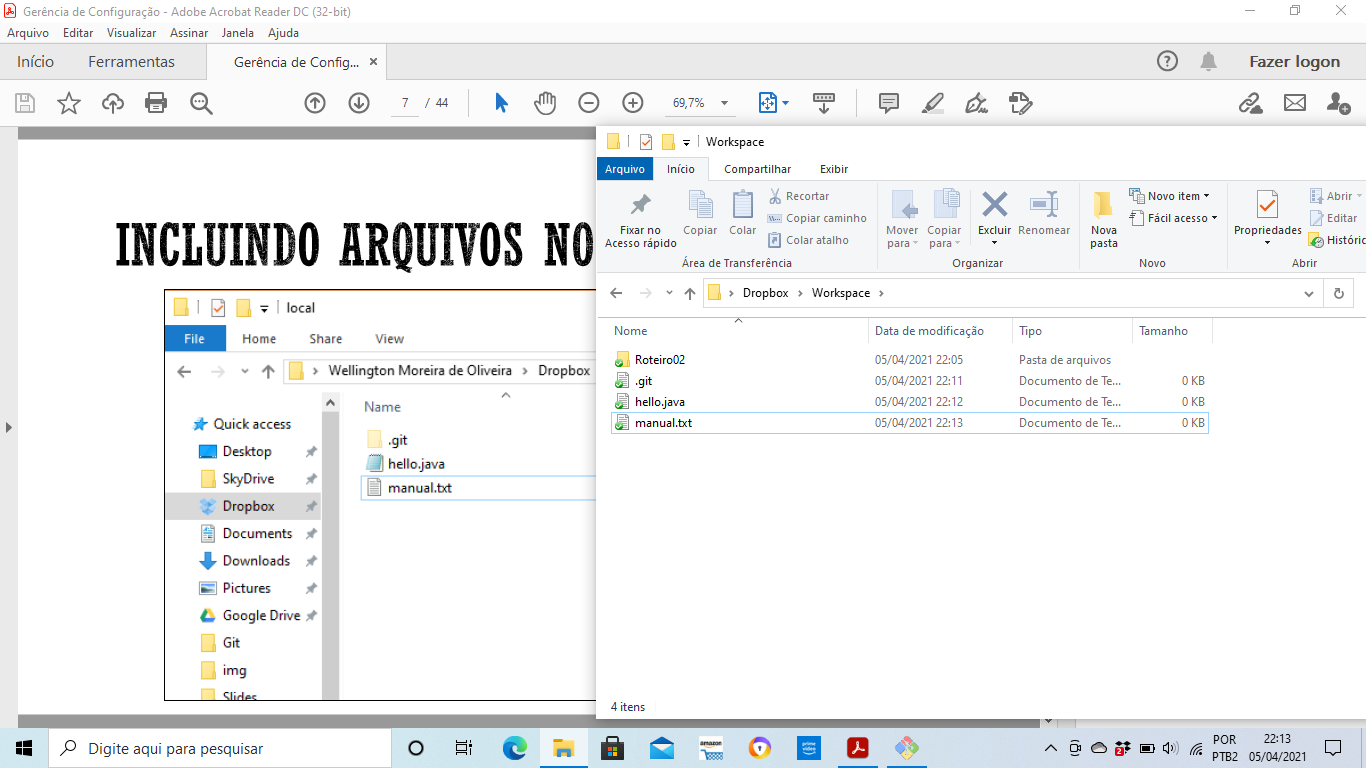 Gerência de Configuração - Adobe Acrobat Reader DC (32-bit)
Arquivo Editar Visualizar Assinar Janela Ajuda
Início Ferramentas Gerência de Config... × Fazer logon
7 / 44 69,7%
INCLUINDO ARQUIVOS NO
local
File Home Share View
Wellington Moreira de Oliveira Dropbox
Name
Quick access
Desktop
SkyDrive
Dropbox
Documents
Downloads
Pictures
Google Drive
Git
img
Slides
.git
hello.java
manual.txt
Workspace
Arquivo Início Compartilhar Exibir
Fixar no
Acesso rápido
Copiar
Colar
Recortar
Copiar caminho
Colar atalho
Área de Transferência
Mover
para
Copiar
para
Excluir
Renomear
Organizar
Nova
pasta
Novo item
Fácil acesso
Novo
Propriedades
Abrir
Editar
Históric
Abrir
Dropbox Workspace
Nome Data de modificação Tipo Tamanho
Roteiro02 05/04/2021 22:05 Pasta de arquivos
.git 05/04/2021 22:11 Documento de Te... 0 KB
hello.java 05/04/2021 22:12 Documento de Te... 0 KB
manual.txt 05/04/2021 22:13 Documento de Te... 0 KB
4 itens
Digite aqui para pesquisar
amazon
prime video
2
POR
PTB2
22:13
05/04/2021